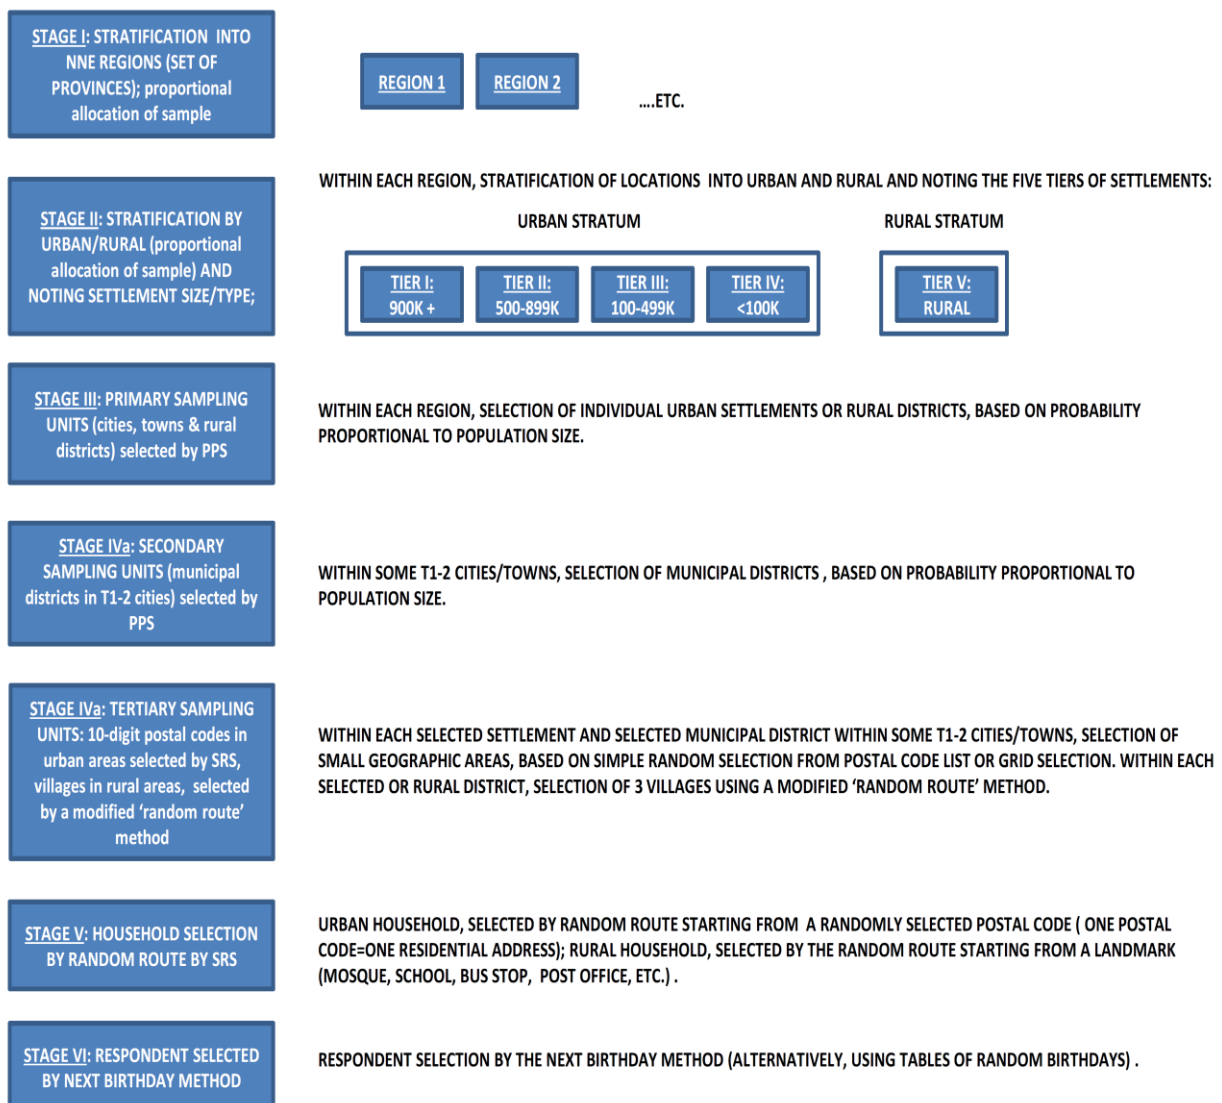 STAGE I: STRATIFICATION INTO
NNE REGIONS (SET OF
PROVINCES); proportional
allocation of sample
REGION 1
REGION 2
....ETC.
STAGE II: STRATIFICATION BY
URBAN/RURAL (proportional
allocation of sample) AND
NOTING SETTLEMENT SIZE/TYPE;
WITHIN EACH REGION, STRATIFICATION OF LOCATIONS INTO URBAN AND RURAL AND NOTING THE FIVE TIERS OF SETTLEMENTS:
URBAN STRATUM
RURAL STRATUM
TIER I:
900K +
TIER II:
500-899K
TIER III:
100-499K
TIER IV:
<100K
TIER V:
RURAL
STAGE III: PRIMARY SAMPLING
UNITS (cities, towns & rural
districts) selected by PPS
WITHIN EACH REGION, SELECTION OF INDIVIDUAL URBAN SETTLEMENTS OR RURAL DISTRICTS, BASED ON PROBABILITY
PROPORTIONAL TO POPULATION SIZE.
STAGE IVa: SECONDARY
SAMPLING UNITS (municipal
districts in T1-2 cities) selected by
PPS
WITHIN SOME T1-2 CITIES/TOWNS, SELECTION OF MUNICIPAL DISTRICTS , BASED ON PROBABILITY PROPORTIONAL TO
POPULATION SIZE.
STAGE IVa: TERTIARY SAMPLING
UNITS: 10-digit postal codes in
urban areas selected by SRS,
villages in rural areas, selected
by a modified ‘random route’
method
WITHIN EACH SELECTED SETTLEMENT AND SELECTED MUNICIPAL DISTRICT WITHIN SOME T1-2 CITIES/TOWNS, SELECTION OF
SMALL GEOGRAPHIC AREAS, BASED ON SIMPLE RANDOM SELECTION FROM POSTAL CODE LIST OR GRID SELECTION. WITHIN EACH
SELECTED OR RURAL DISTRICT, SELECTION OF 3 VILLAGES USING A MODIFIED ‘RANDOM ROUTE’ METHOD.
STAGE V: HOUSEHOLD SELECTION
BY RANDOM ROUTE BY SRS
URBAN HOUSEHOLD, SELECTED BY RANDOM ROUTE STARTING FROM A RANDOMLY SELECTED POSTAL CODE ( ONE POSTAL
CODE=ONE RESIDENTIAL ADDRESS); RURAL HOUSEHOLD, SELECTED BY THE RANDOM ROUTE STARTING FROM A LANDMARK
(MOSQUE, SCHOOL, BUS STOP, POST OFFICE, ETC.) .
STAGE VI: RESPONDENT SELECTED
BY NEXT BIRTHDAY METHOD
RESPONDENT SELECTION BY THE NEXT BIRTHDAY METHOD (ALTERNATIVELY, USING TABLES OF RANDOM BIRTHDAYS) .